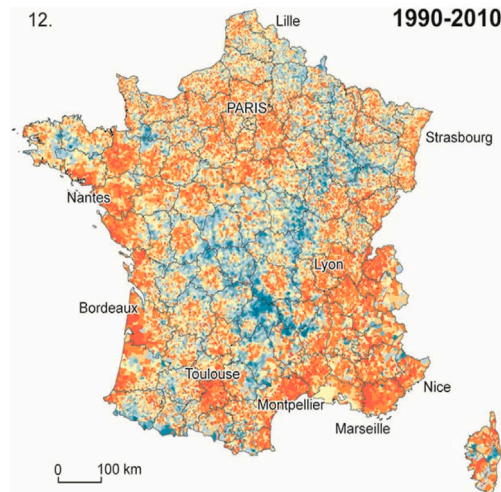 12.
1990-2010
Lille
PARIS
Strasbourg
Nantes
Lyon
Bordeaux
Toulouse
Nice
Montpellier
Marseille
0 100 km